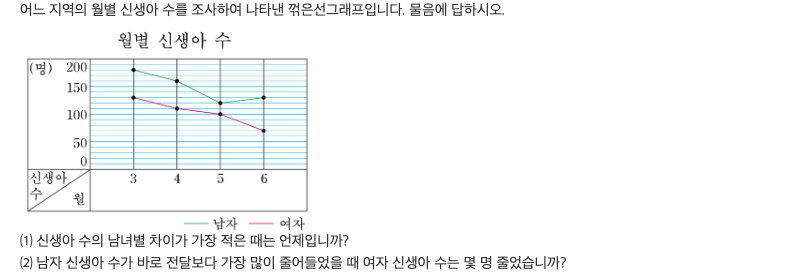 어느 지역의 월별 신생아 수를 조사하여 나타낸 꺾은선그래프입니다. 물음에 답하시오.
월별 신생아 수
(명) 200
150
100
50
0
신생아 3 4 5 6
수 월
남자 여자
(1) 신생아 수의 남녀별 차이가 가장 적은 때는 언제입니까?
(2) 남자 신생아 수가 바로 전달보다 가장 많이 줄어들었을 때 여자 신생아 수는 몇 명 줄었습니까?